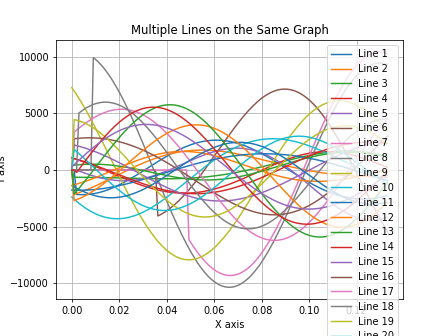 Multiple Lines on the Same Graph
10000
5000
0
−5000
−10000
0.00
0.02
0.04
0.06
0.08
0.10
X axis
Line 1
Line 2
Line 3
Line 4
Line 5
Line 6
Line 7
Line 8
Line 9
Line 10
Line 11
Line 12
Line 13
Line 14
Line 15
Line 16
Line 17
Line 18
Line 19
Line 20